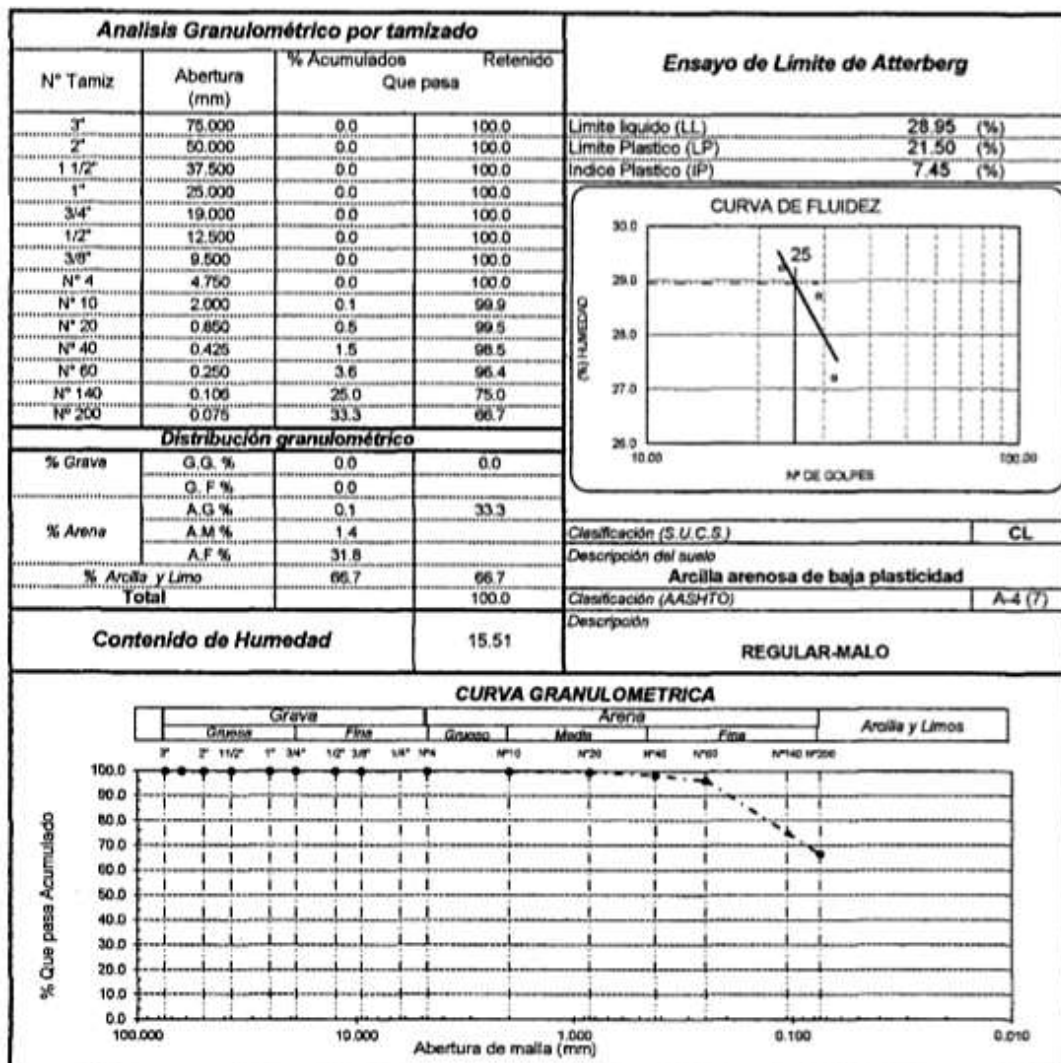 Analisis Granulométrico por tamizado
N° Tamiz Abertura (mm) % Acumulados Retenido
Que pasa
3" 75.000 0.0 100.0
2" 50.000 0.0 100.0
1 1/2" 37.500 0.0 100.0
1" 25.000 0.0 100.0
3/4" 19.000 0.0 100.0
1/2" 12.500 0.0 100.0
3/8" 9.500 0.0 100.0
N° 4 4.750 0.0 100.0
N° 10 2.000 0.1 99.9
N° 20 0.850 0.5 99.5
N° 40 0.425 1.5 98.5
N° 60 0.250 3.6 96.4
N° 140 0.106 25.0 75.0
N° 200 0.075 33.3 66.7
Distribución granulométrico
% Grava G.G. % 0.0 0.0
G. F % 0.0
A.G % 0.1 33.3
% Arena A.M % 1.4
A.F % 31.8
% Arcilla y Limo 66.7 66.7
Total 100.0
Contenido de Humedad 15.51
Ensayo de Límite de Atterberg
Limite liquido (LL) 28.95 (%)
Limite Plastico (LP) 21.50 (%)
Indice Plastico (IP) 7.45 (%)
CURVA DE FLUIDEZ
30.0
25
29.0
28.0
27.0
26.0
(%) HUMEDAD
10.00 100.00
Nº DE GOLPES
Clasificación (S.U.C.S.) CL
Descripción del suelo
Arcilla arenosa de baja plasticidad
Clasificación (AASHTO) A-4 (7)
Descripción
REGULAR-MALO
CURVA GRANULOMETRICA
Grava Arena Arcilla y Limos
Gruesa Fina Grueso Media Fina
3" 2" 11/2" 1" 3/4" 1/2" 3/8" 1/4" Nº4 Nº10 Nº20 Nº40 Nº60 Nº140 Nº200
100.0
90.0
80.0
70.0
60.0
50.0
40.0
30.0
20.0
10.0
0.0
% Que pasa Acumulado
100.000 10.000 1.000 0.100 0.010
Abertura de malla (mm)